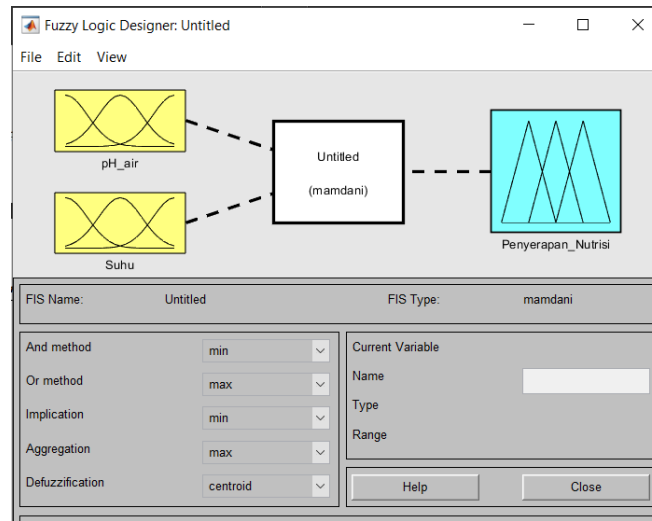 Fuzzy Logic Designer: Untitled
File Edit View
pH_air
Suhu
Untitled
(mamdani)
Penyerapan_Nutrisi
FIS Name: Untitled FIS Type: mamdani
And method min
Or method max
Implication min
Aggregation max
Defuzzification centroid
Current Variable
Name
Type
Range
Help Close